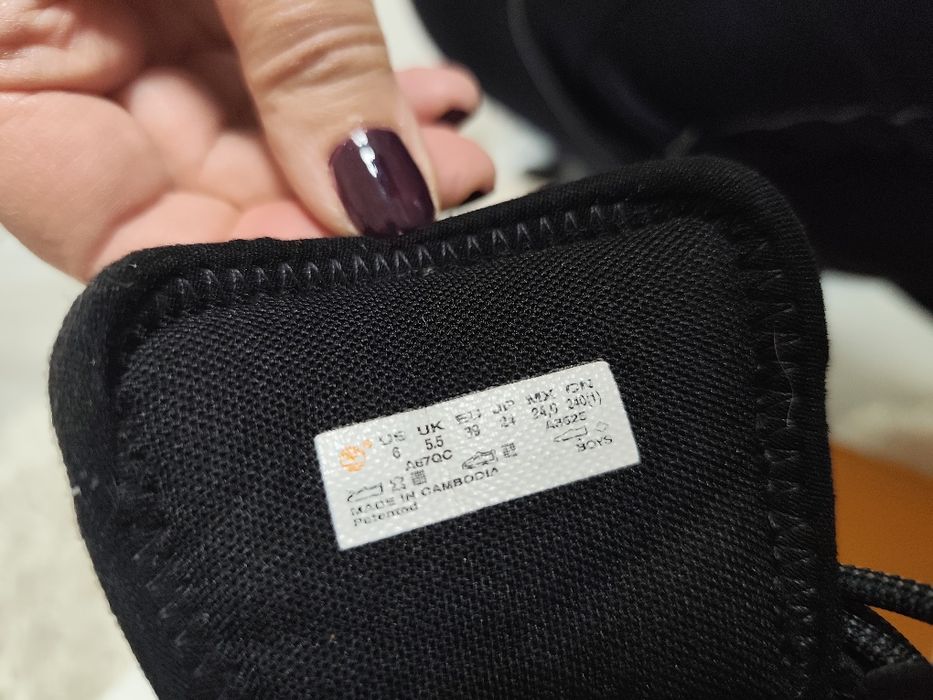 US UK EU JP MX CN
6 5.5 39 24 24,0 240(1)
A67QC A3625
BOYS
MADE IN CAMBODIA
Patented